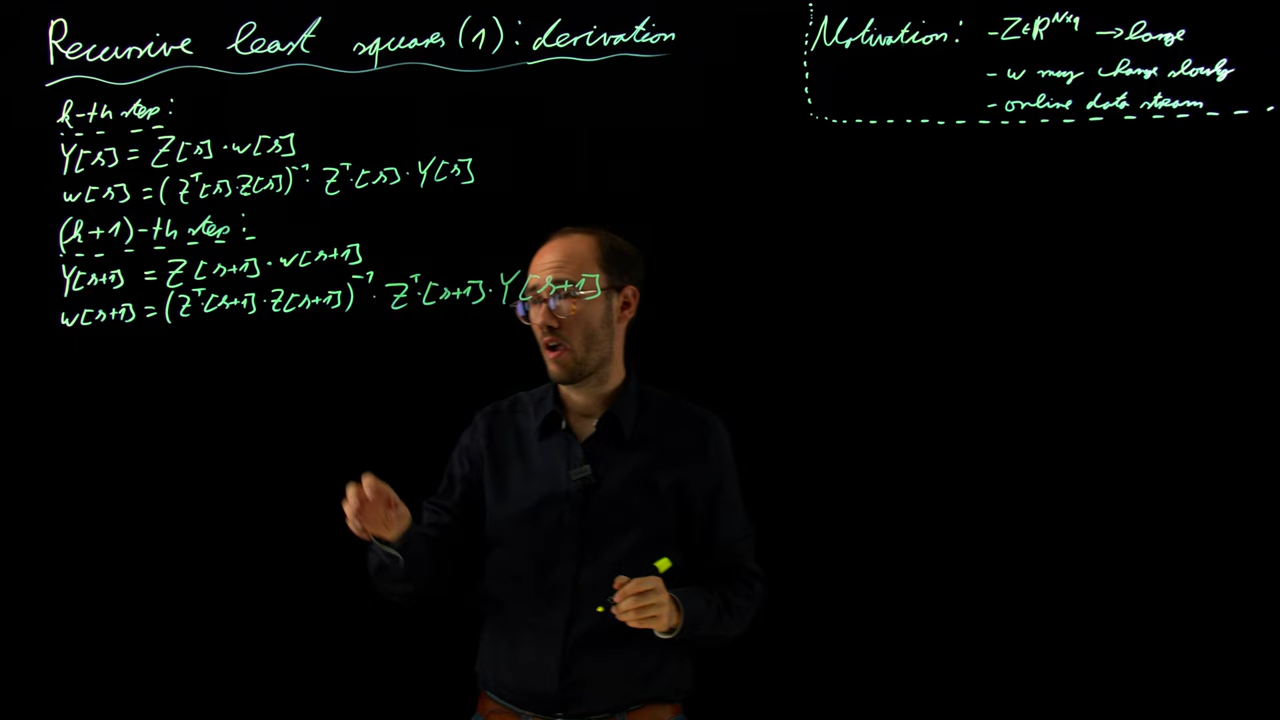 Recursive least squares (1): derivation
Motivation: - Z ∈ R^{N×q} → large
- w may change slowly
- online data stream
k-th step:
Y[k] = Z[k] · w[k]
w[k] = (Z^T[k] · Z[k])^{-1} · Z^T · [k] · Y[k]
(k+1)-th step:
Y[k+1] = Z[k+1] · w[k+1]
w[k+1] = (Z^T · [k+1] · Z[k+1])^{-1} · Z^T · [k+1] · Y[k+1]